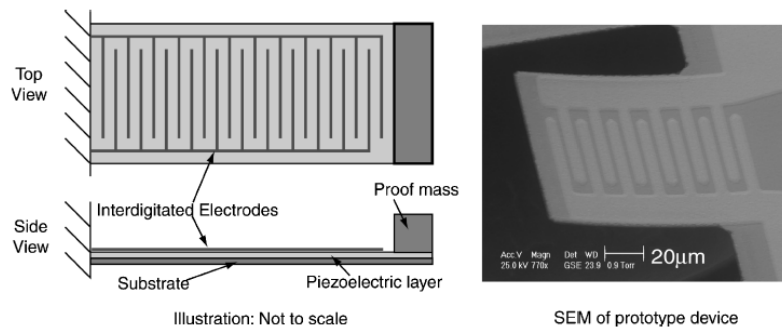 Top
View
Interdigitated Electrodes
Proof mass
Side
View
Substrate
Piezoelectric layer
Illustration: Not to scale
Acc.V Magn Det WD
25.0 kV 770x GSE 23.9 0.9 Torr
20μm
SEM of prototype device